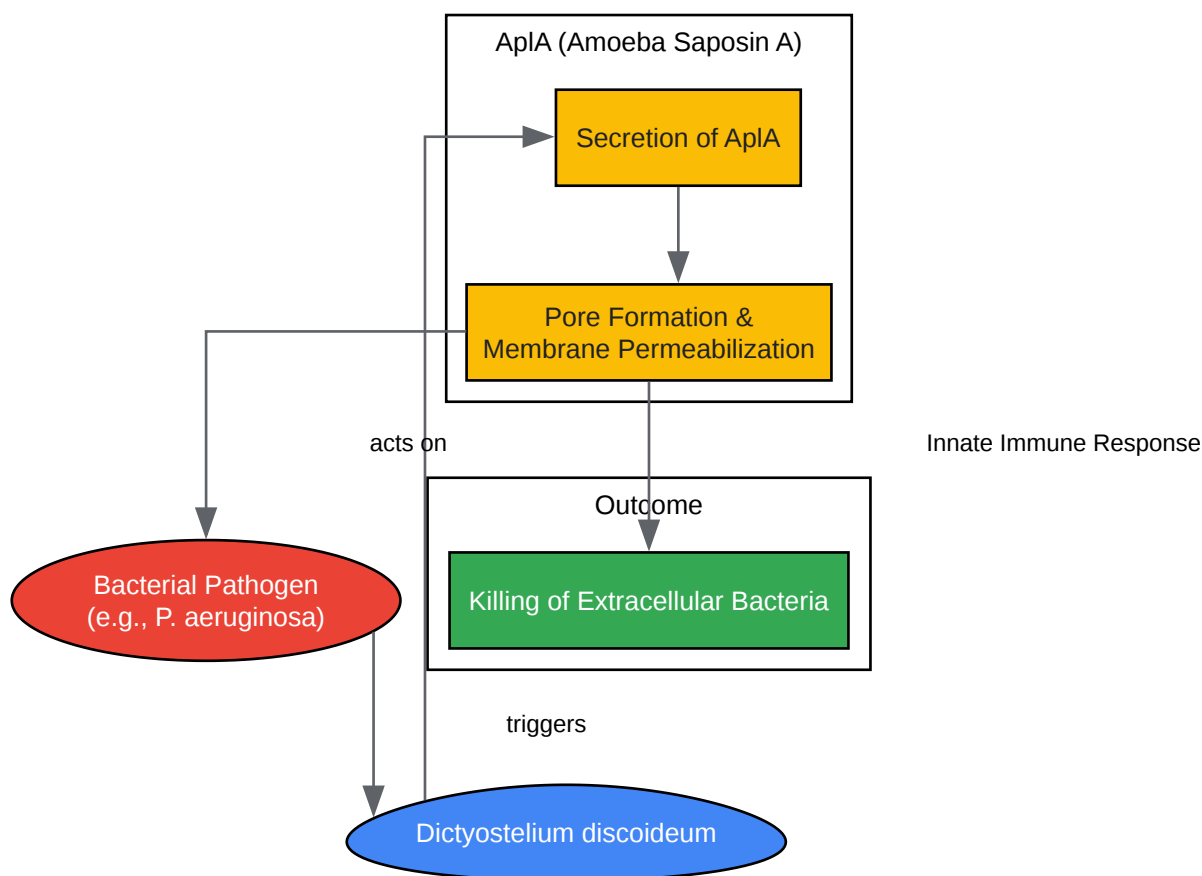 AplA (Amoeba Saposin A)
Secretion of AplA
Pore Formation &
Membrane Permeabilization
acts on
Innate Immune Response
Outcome
Killing of Extracellular Bacteria
Bacterial Pathogen
(e.g., P. aeruginosa)
triggers
Dictyostelium discoideum